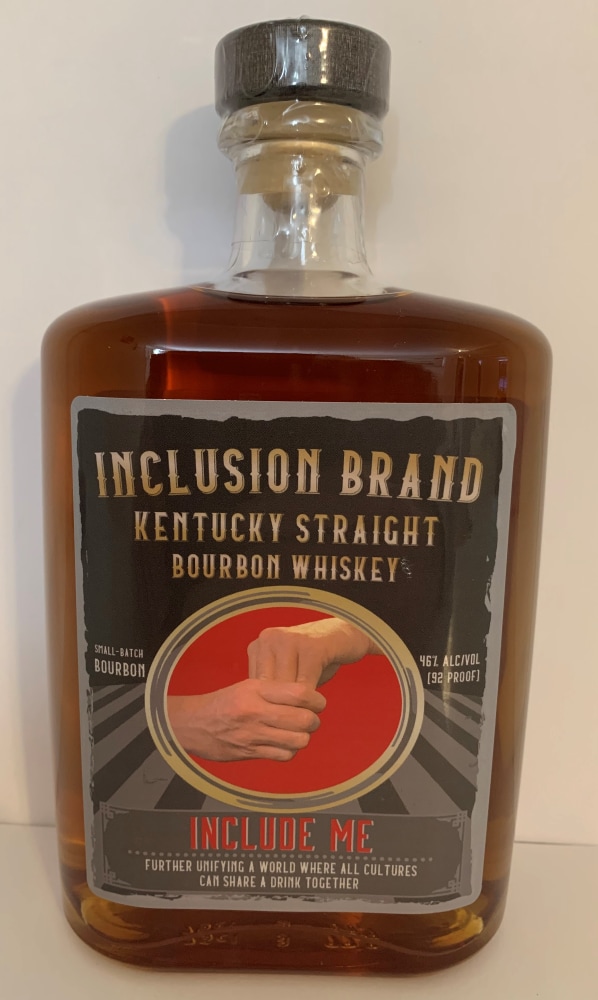 INCLUSION BRAND
KENTUCKY STRAIGHT
BOURBON WHISKEY
SMALL-BATCH
BOURBON
46% ALC/VOL
[92 PROOF]
INCLUDE ME
FURTHER UNIFYING A WORLD WHERE ALL CULTURES
CAN SHARE A DRINK TOGETHER